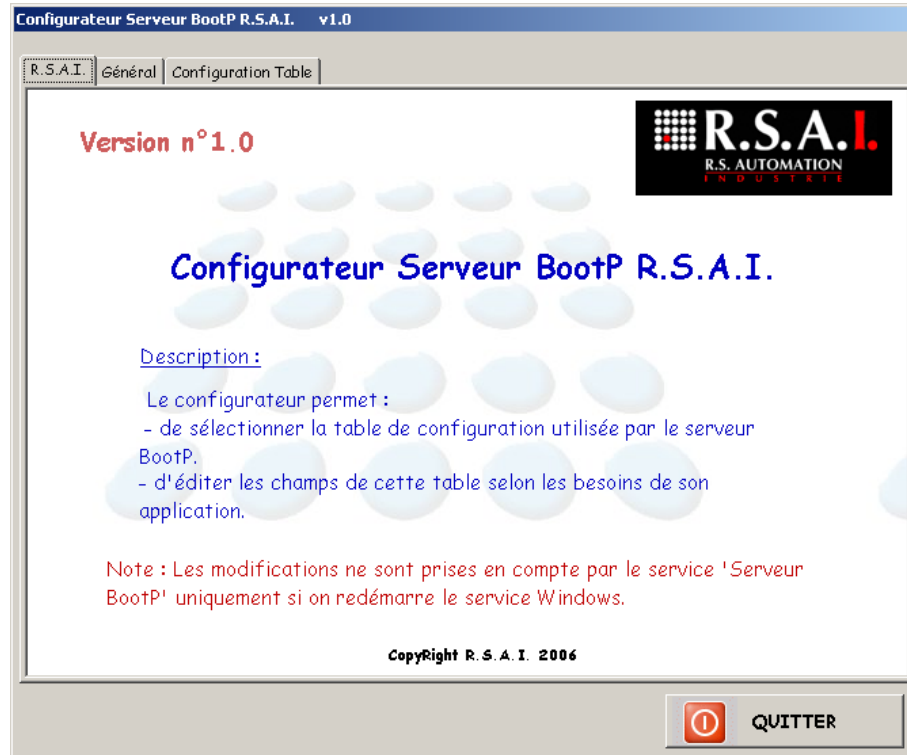 Configurateur Serveur BootP R.S.A.I. v1.0
R.S.A.I. Général Configuration Table
Version n°1.0
R.S.A.I.
R.S. AUTOMATION
INDUSTRIE
Configurateur Serveur BootP R.S.A.I.
Description :
Le configurateur permet :
- de sélectionner la table de configuration utilisée par le serveur
BootP.
- d'éditer les champs de cette table selon les besoins de son
application.
Note : Les modifications ne sont prises en compte par le service 'Serveur
BootP' uniquement si on redémarre le service Windows.
CopyRight R.S.A.I. 2006
QUITTER